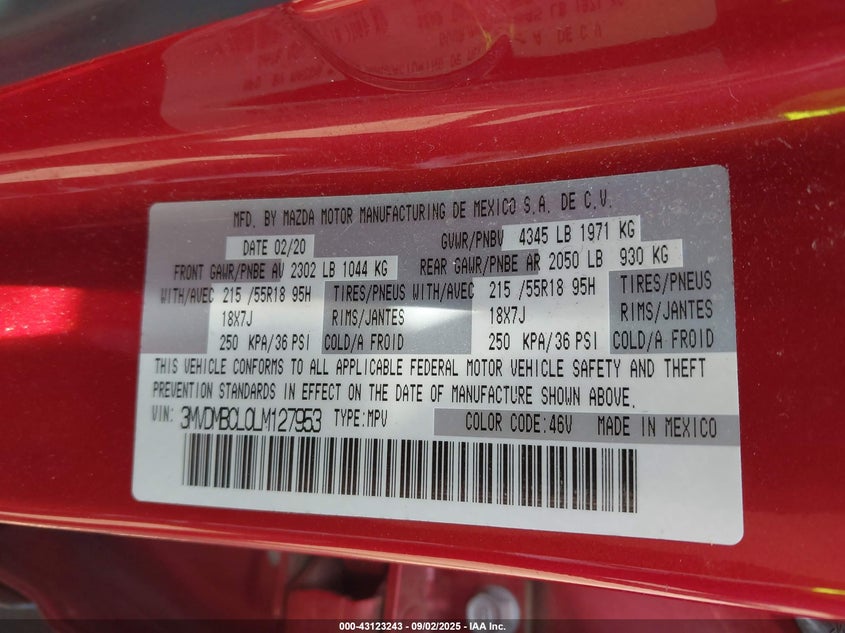 MFD. BY MAZDA MOTOR MANUFACTURING DE MEXICO S.A. DE C.V.
DATE 02/20 GVWR/PNBV 4345 LB 1971 KG
FRONT GAWR/PNBE AV 2302 LB 1044 KG REAR GAWR/PNBE AR 2050 LB 930 KG
WITH/AVEC 215 /55R18 95H TIRES/PNEUS WITH/AVEC 215 /55R18 95H TIRES/PNEUS
18X7J RIMS/JANTES 18X7J RIMS/JANTES
250 KPA/36 PSI COLD/A FROID 250 KPA/36 PSI COLD/A FROID
THIS VEHICLE CONFORMS TO ALL APPLICABLE FEDERAL MOTOR VEHICLE SAFETY AND THEFT
PREVENTION STANDARDS IN EFFECT ON THE DATE OF MANUFACTURE SHOWN ABOVE.
VIN: 3MVDMBCL0LM127953 TYPE:MPV COLOR CODE:46V MADE IN MEXICO
000-43123243 - 09/02/2025 - IAA Inc.